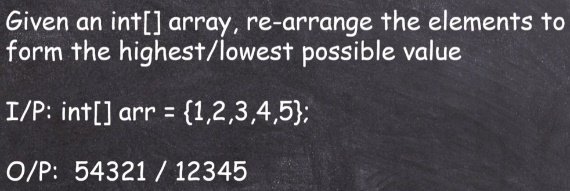 Given an int[] array, re-arrange the elements to
form the highest/lowest possible value
I/P: int[] arr = {1,2,3,4,5};
O/P: 54321 / 12345